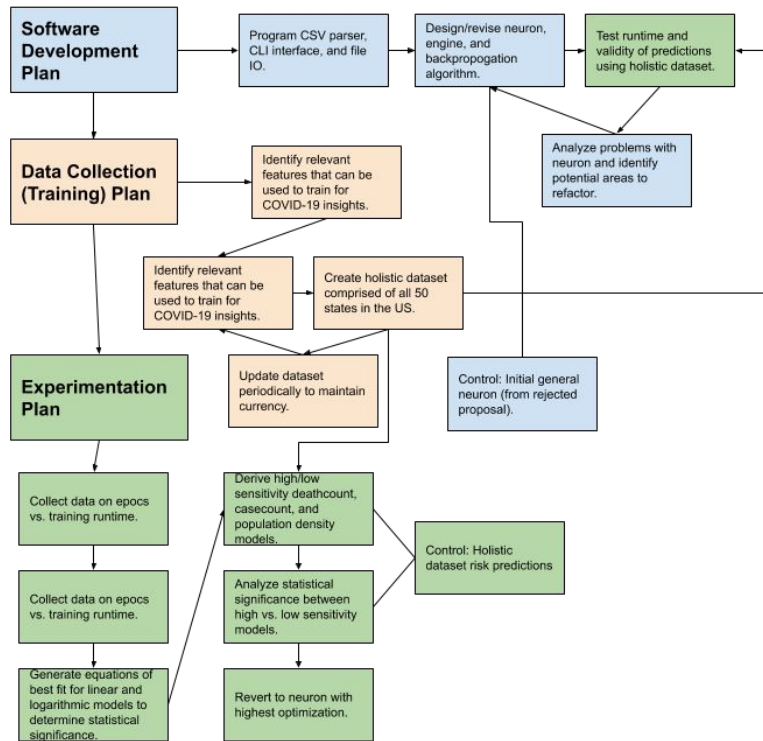 Software
Development
Plan
Program CSV parser,
CLI interface, and file
IO.
Design/revise neuron,
engine, and
backpropogation
algorithm.
Test runtime and
validity of predictions
using holistic dataset.
Analyze problems with
neuron and identify
potential areas to
refactor.
Data Collection
(Training) Plan
Identify relevant
features that can be
used to train for
COVID-19 insights.
Identify relevant
features that can be
used to train for
COVID-19 insights.
Create holistic dataset
comprised of all 50
states in the US.
Update dataset
periodically to maintain
currency.
Control: Initial general
neuron (from rejected
proposal).
Experimentation
Plan
Collect data on epocs
vs. training runtime.
Collect data on epocs
vs. training runtime.
Generate equations of
best fit for linear and
logarithmic models to
determine statistical
significance.
Derive high/low
sensitivity deathcount,
casecount, and
population density
models.
Control: Holistic
dataset risk predictions
Analyze statistical
significance between
high vs. low sensitivity
models.
Revert to neuron with
highest optimization.